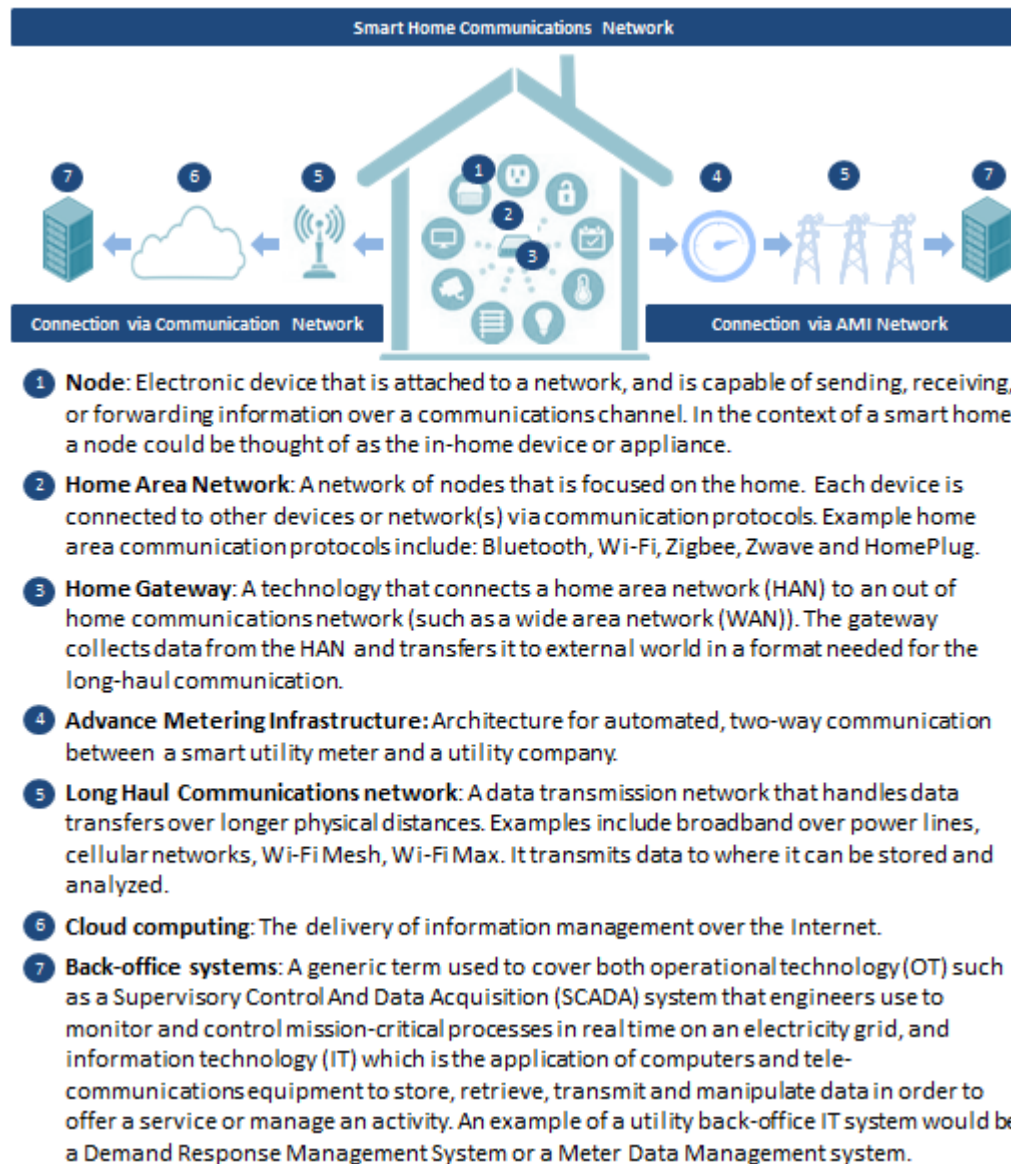 Smart Home Communications Network
7
6
5
1
2
3
4
5
7
Connection via Communication Network
Connection via AMI Network
1 Node: Electronic device that is attached to a network, and is capable of sending, receiving,
or forwarding information over a communications channel. In the context of a smart home
a node could be thought of as the in-home device or appliance.
2 Home Area Network: A network of nodes that is focused on the home. Each device is
connected to other devices or network(s) via communication protocols. Example home
area communication protocols include: Bluetooth, Wi-Fi, Zigbee, Zwave and HomePlug.
3 Home Gateway: A technology that connects a home area network (HAN) to an out of
home communications network (such as a wide area network (WAN)). The gateway
collects data from the HAN and transfers it to external world in a format needed for the
long-haul communication.
4 Advance Metering Infrastructure: Architecture for automated, two-way communication
between a smart utility meter and a utility company.
5 Long Haul Communications network: A data transmission network that handles data
transfers over longer physical distances. Examples include broadband over power lines,
cellular networks, Wi-Fi Mesh, Wi-Fi Max. It transmits data to where it can be stored and
analyzed.
6 Cloud computing: The delivery of information management over the Internet.
7 Back-office systems: A generic term used to cover both operational technology (OT) such
as a Supervisory Control And Data Acquisition (SCADA) system that engineers use to
monitor and control mission-critical processes in real time on an electricity grid, and
information technology (IT) which is the application of computers and tele-
communications equipment to store, retrieve, transmit and manipulate data in order to
offer a service or manage an activity. An example of a utility back-office IT system would be
a Demand Response Management System or a Meter Data Management system.